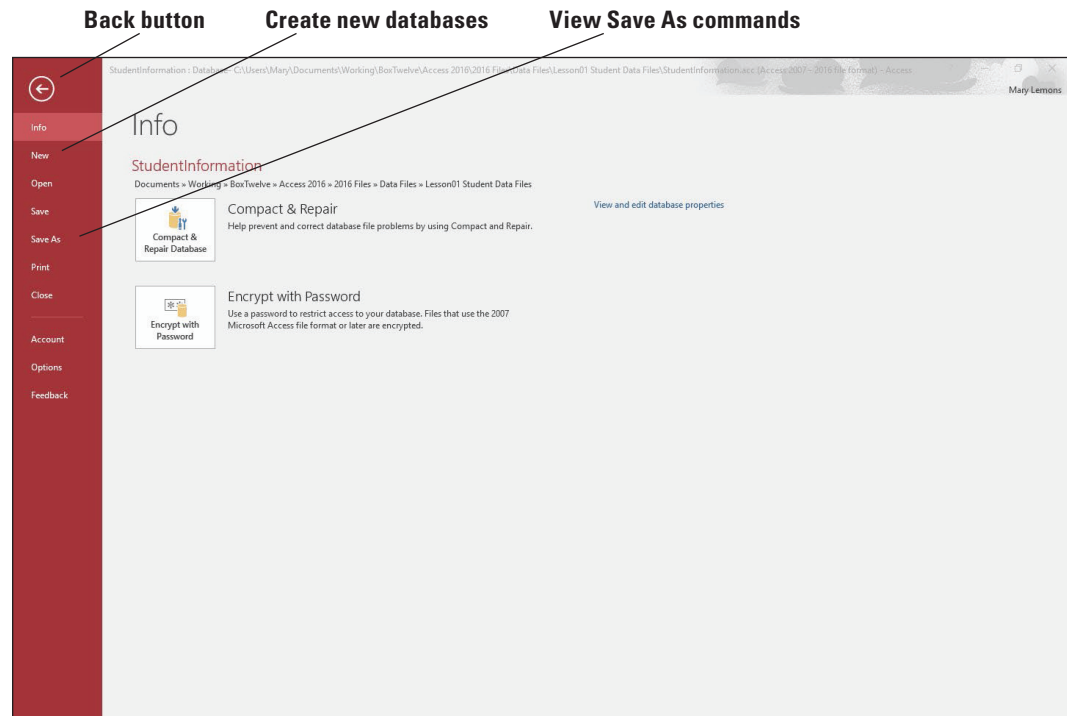 Back button
Create new databases
View Save As commands
StudentInformation : Database- C:\Users\Mary\Documents\Working\BoxTwelve\Access 2016\2016 Files\Data Files\Lesson01 Student Data Files\StudentInformation.acc (Access 2007 - 2016 file format) - Access
Mary Lemons
Info
New
Open
Save
Save As
Print
Close
Account
Options
Feedback
Info
StudentInformation
Documents » Working » BoxTwelve » Access 2016 » 2016 Files » Data Files » Lesson01 Student Data Files
Compact &
Repair Database
Compact & Repair
Help prevent and correct database file problems by using Compact and Repair.
View and edit database properties
Encrypt with
Password
Encrypt with Password
Use a password to restrict access to your database. Files that use the 2007
Microsoft Access file format or later are encrypted.